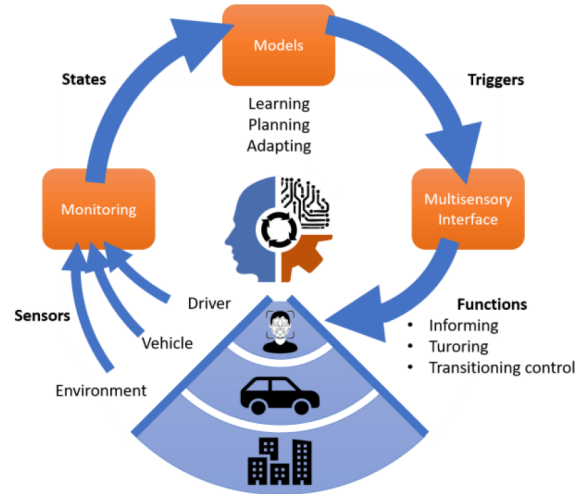 Models
States
Triggers
Learning
Planning
Adapting
Monitoring
Multisensory
Interface
Sensors
Driver
Vehicle
Environment
Functions
• Informing
• Turoring
• Transitioning control